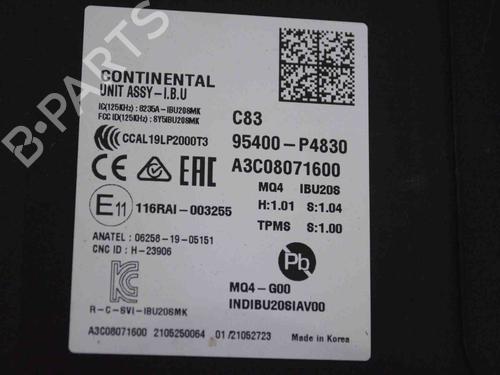 B-PARTS
CONTINENTAL
UNIT ASSY-I.B.U
IC(125KHz) : 8235A-IBU20SMK
FCC ID(125KHz) : SY5IBU20SMK
CCAL19LP2000T3
CE EAC
E11 116RAI-003255
ANATEL : 06258-19-05151
CNC ID : H-23906
R-C-SVI-IBU20SMK
C83
95400-P4830
A3C08071600
MQ4 IBU20S
H:1.01 S:1.04
TPMS S:1.00
Pb
MQ4-G00
INDIBU20SIAV00
A3C08071600 2105250064 01/21052723 Made in Korea